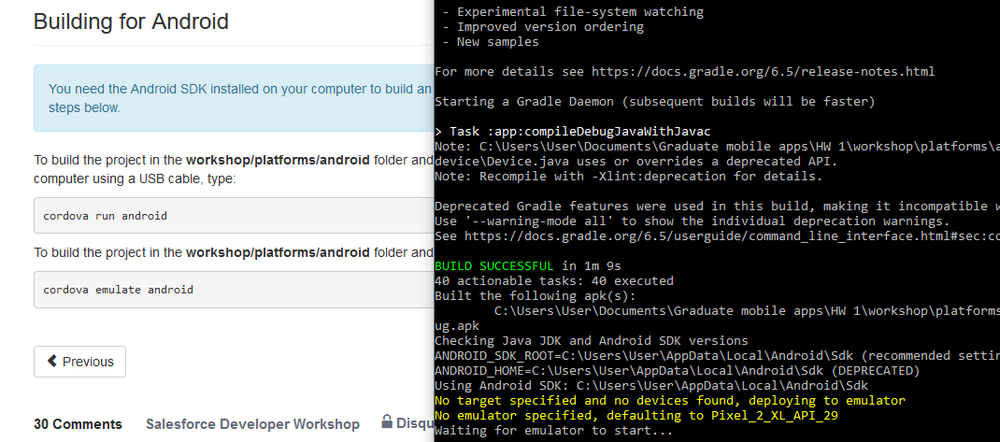 Building for Android
You need the Android SDK installed on your computer to build an
steps below.
To build the project in the workshop/platforms/android folder and
computer using a USB cable, type:
cordova run android
To build the project in the workshop/platforms/android folder and
cordova emulate android
Previous
30 Comments
Salesforce Developer Workshop
Disqu
- Experimental file-system watching
- Improved version ordering
- New samples
For more details see https://docs.gradle.org/6.5/release-notes.html
Starting a Gradle Daemon (subsequent builds will be faster)
> Task :app:compileDebugJavaWithJavac
Note: C:\Users\User\Documents\Graduate mobile apps\HW 1\workshop\platforms\a
device\Device.java uses or overrides a deprecated API.
Note: Recompile with -Xlint:deprecation for details.
Deprecated Gradle features were used in this build, making it incompatible w
Use '--warning-mode all' to show the individual deprecation warnings.
See https://docs.gradle.org/6.5/userguide/command_line_interface.html#sec:co
BUILD SUCCESSFUL in 1m 9s
40 actionable tasks: 40 executed
Built the following apk(s):
C:\Users\User\Documents\Graduate mobile apps\HW 1\workshop\platforms
ug.apk
Checking Java JDK and Android SDK versions
ANDROID_SDK_ROOT=C:\Users\User\AppData\Local\Android\Sdk (recommended settin
ANDROID_HOME=C:\Users\User\AppData\Local\Android\Sdk (DEPRECATED)
Using Android SDK: C:\Users\User\AppData\Local\Android\Sdk
No target specified and no devices found, deploying to emulator
No emulator specified, defaulting to Pixel_2_XL_API_29
Waiting for emulator to start...